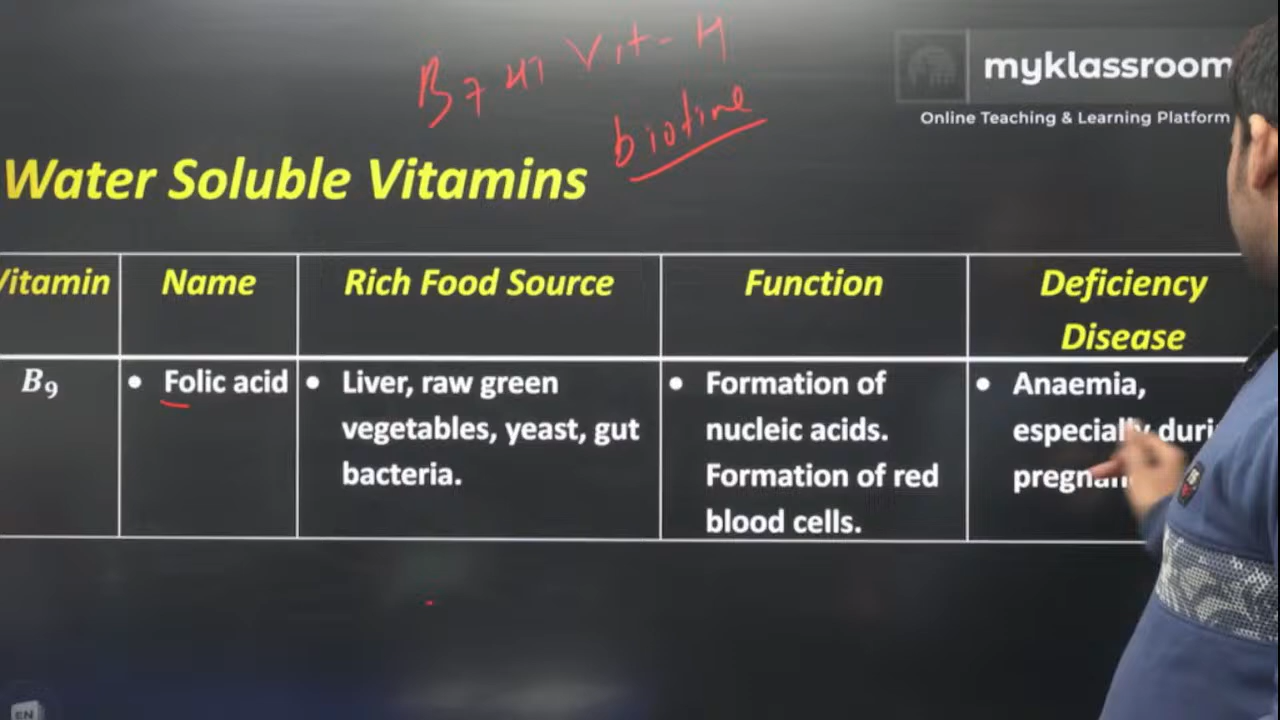 B7 या Vit-H
biotine
myklassroom
Online Teaching & Learning Platform
Water Soluble Vitamins
Vitamin
Name
Rich Food Source
Function
Deficiency
Disease
B₉
• Folic acid
• Liver, raw green
vegetables, yeast, gut
bacteria.
• Formation of
nucleic acids.
Formation of red
blood cells.
• Anaemia,
especially
EN